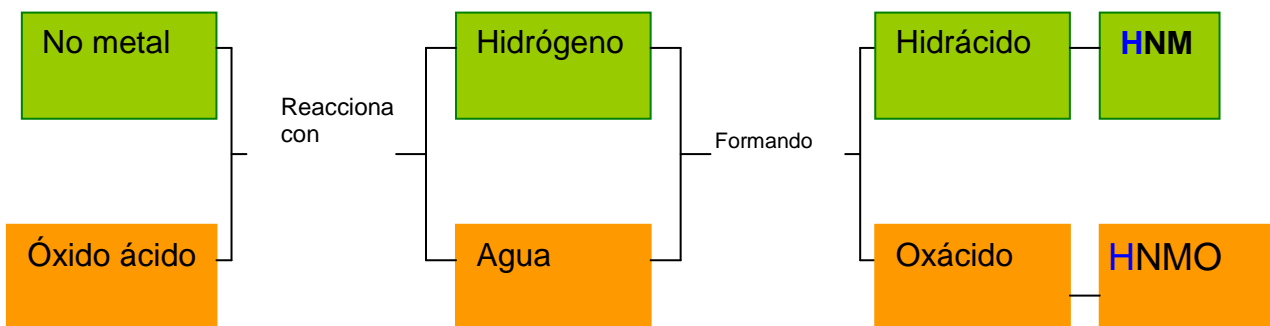 No metal
Hidrógeno
Hidrácido
HNM
Reacciona
con
Formando
Óxido ácido
Agua
Oxácido
HNMO